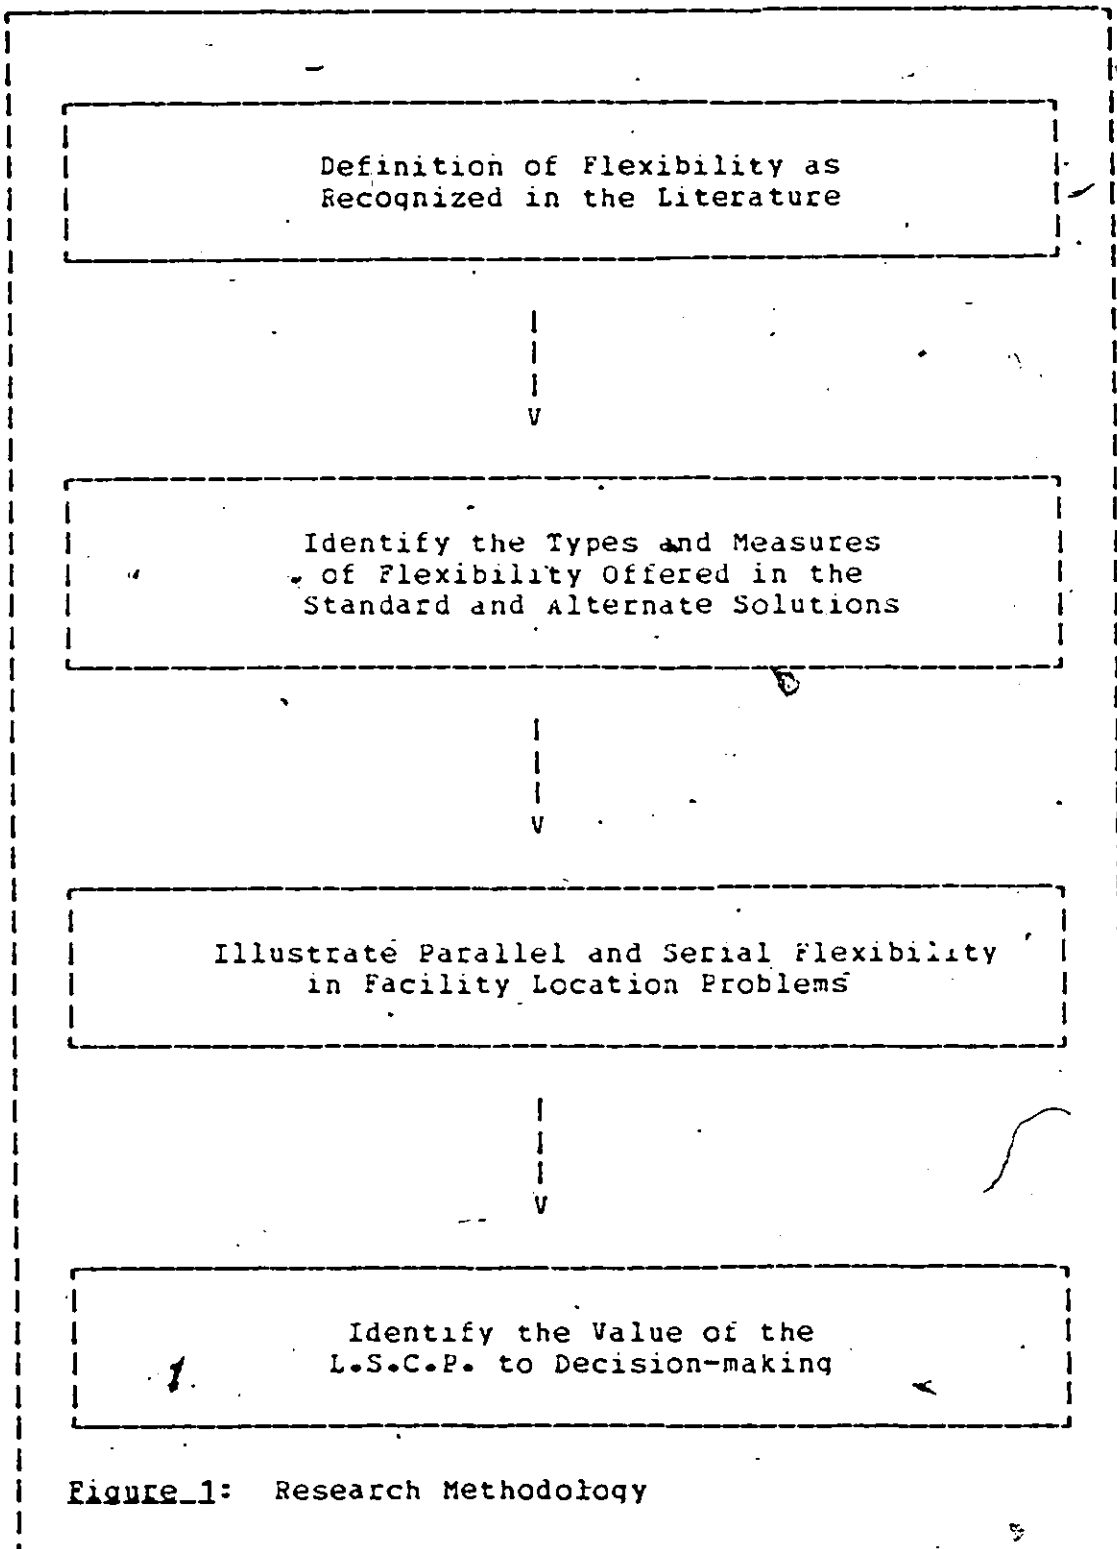 Definition of Flexibility as
Recognized in the Literature
V
Identify the Types and Measures
of Flexibility Offered in the
Standard and Alternate Solutions
V
Illustrate Parallel and Serial Flexibility
in Facility Location Problems
V
Identify the Value of the
L.S.C.P. to Decision-making
Figure 1: Research Methodology